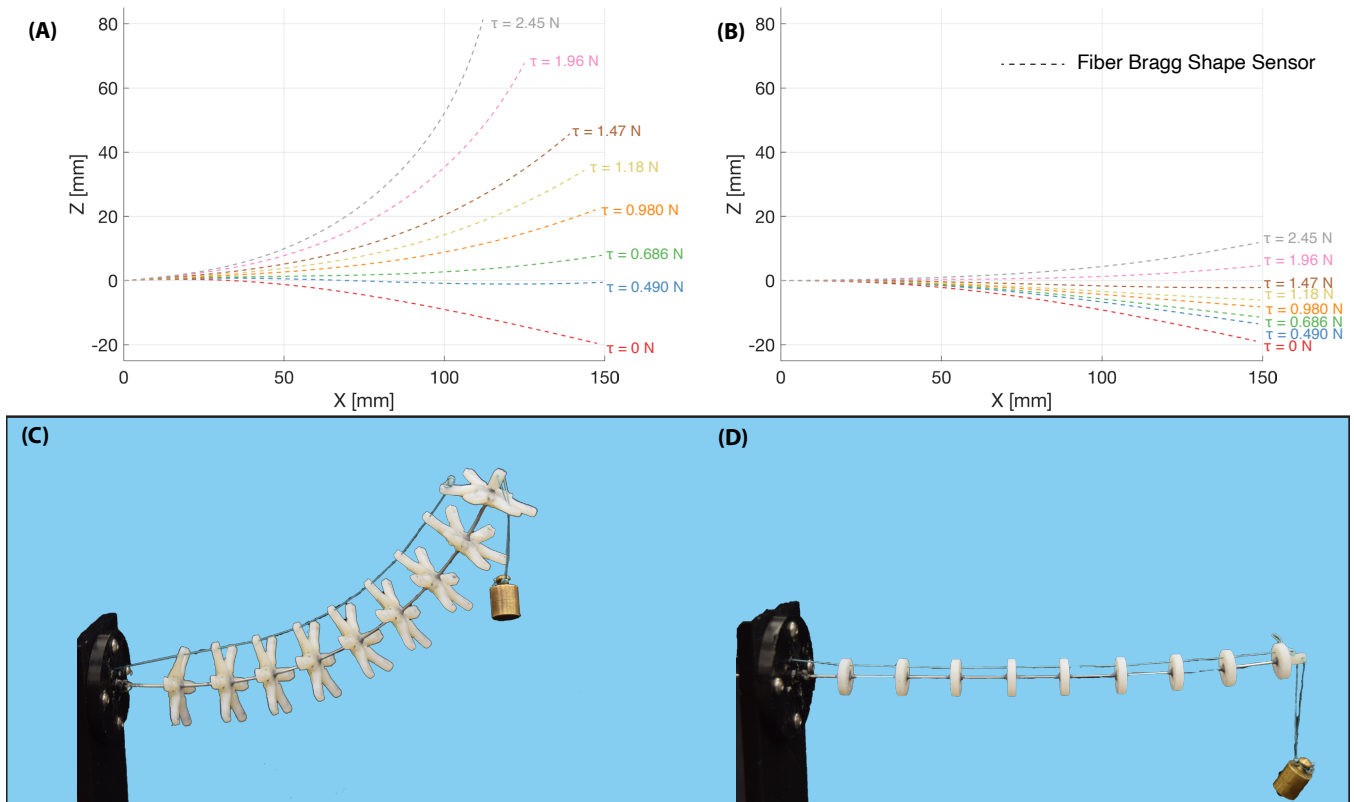 (A)
80
60
40
20
0
-20
Z [mm]
0
50
100
150
X [mm]
τ = 2.45 N
τ = 1.96 N
τ = 1.47 N
τ = 1.18 N
τ = 0.980 N
τ = 0.686 N
τ = 0.490 N
τ = 0 N
(B)
80
60
40
20
0
-20
Z [mm]
0
50
100
150
X [mm]
Fiber Bragg Shape Sensor
τ = 2.45 N
τ = 1.96 N
τ = 1.47 N
τ = 1.18 N
τ = 0.980 N
τ = 0.686 N
τ = 0.490 N
τ = 0 N
(C)
(D)